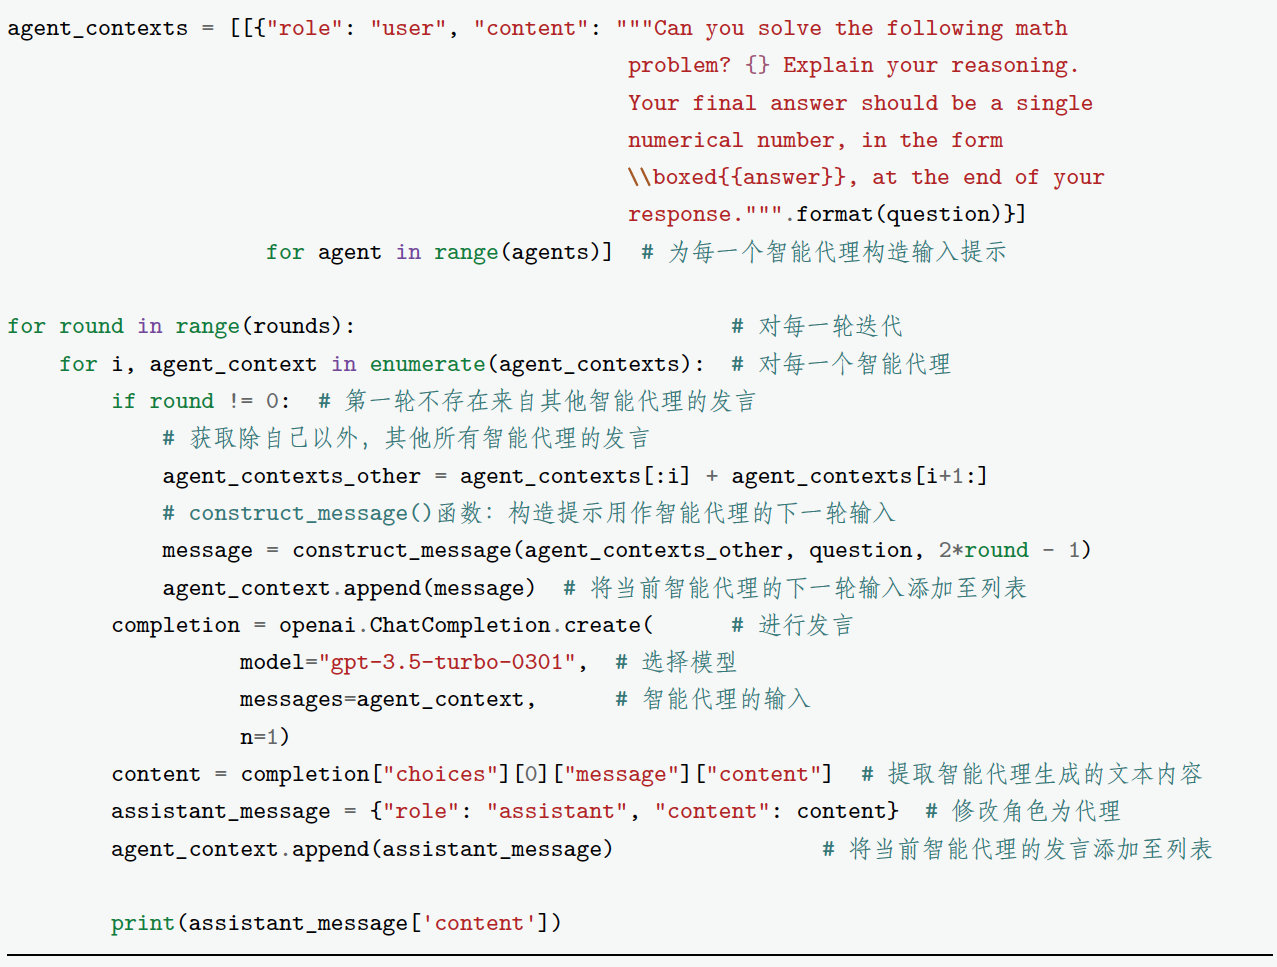 agent_contexts = [[{"role": "user", "content": """Can you solve the following math
problem? {} Explain your reasoning.
Your final answer should be a single
numerical number, in the form
\\boxed{{answer}}, at the end of your
response.""".format(question)}]
for agent in range(agents)]  # 为每一个智能代理构造输入提示
for round in range(rounds):  # 对每一轮迭代
for i, agent_context in enumerate(agent_contexts):  # 对每一个智能代理
if round != 0:  # 第一轮不存在来自其他智能代理的发言
# 获取除自己以外，其他所有智能代理的发言
agent_contexts_other = agent_contexts[:i] + agent_contexts[i+1:]
# construct_message()函数：构造提示用作智能代理的下一轮输入
message = construct_message(agent_contexts_other, question, 2*round - 1)
agent_context.append(message)  # 将当前智能代理的下一轮输入添加至列表
completion = openai.ChatCompletion.create(  # 进行发言
model="gpt-3.5-turbo-0301",  # 选择模型
messages=agent_context,  # 智能代理的输入
n=1)
content = completion["choices"][0]["message"]["content"]  # 提取智能代理生成的文本内容
assistant_message = {"role": "assistant", "content": content}  # 修改角色为代理
agent_context.append(assistant_message)  # 将当前智能代理的发言添加至列表
print(assistant_message['content'])